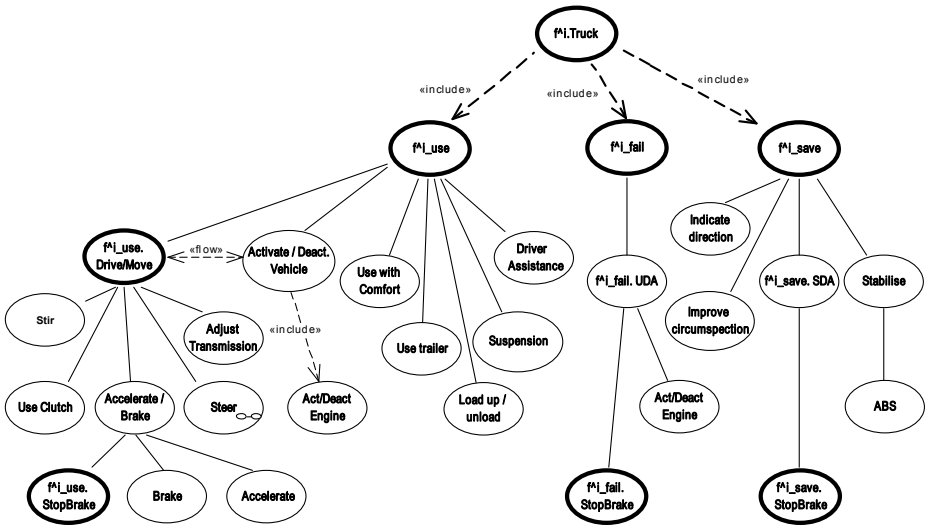 f^i.Truck
«include»
«include»
«include»
f^i_use
f^i_fail
f^i_save
Indicate
direction
f^i_use.
Drive/Move
«flow»
Activate / Deact.
Vehicle
Driver
Assistance
Use with
Comfort
f^i_fail. UDA
f^i_save. SDA
Stabilise
Stir
Adjust
Transmission
«include»
Use trailer
Suspension
Improve
circumspection
Use Clutch
Accelerate /
Brake
Steer
Act/Deact
Engine
Load up /
unload
Act/Deact
Engine
ABS
f^i_use.
StopBrake
Brake
Accelerate
f^i_fail.
StopBrake
f^i_save.
StopBrake